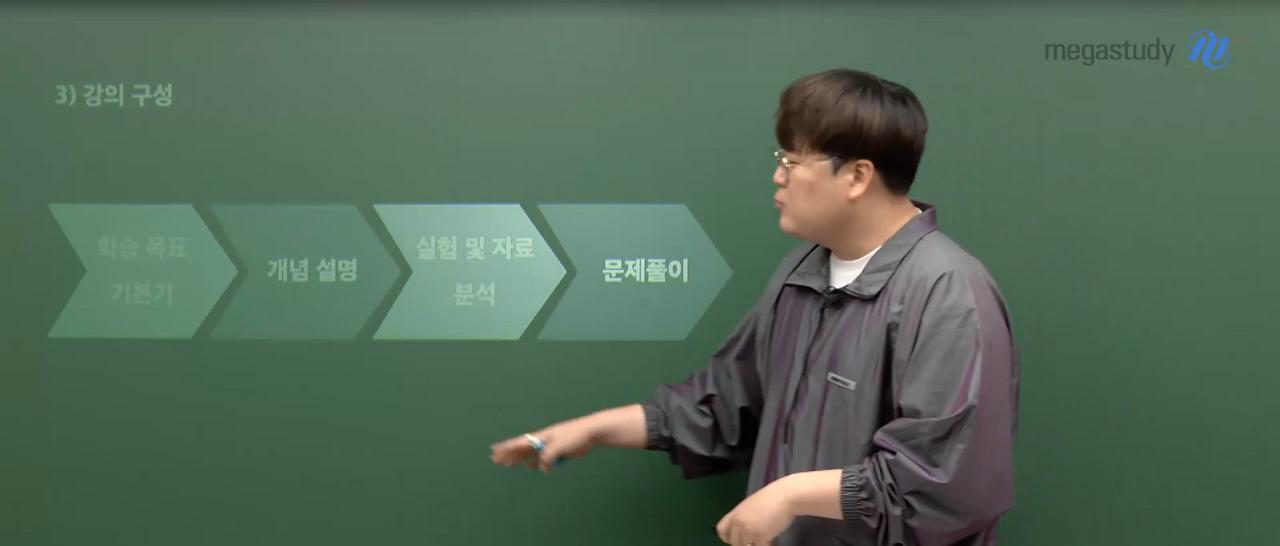 megastudy
3) 강의 구성
학습 목표
기본기
개념 설명
실험 및 자료
분석
문제풀이